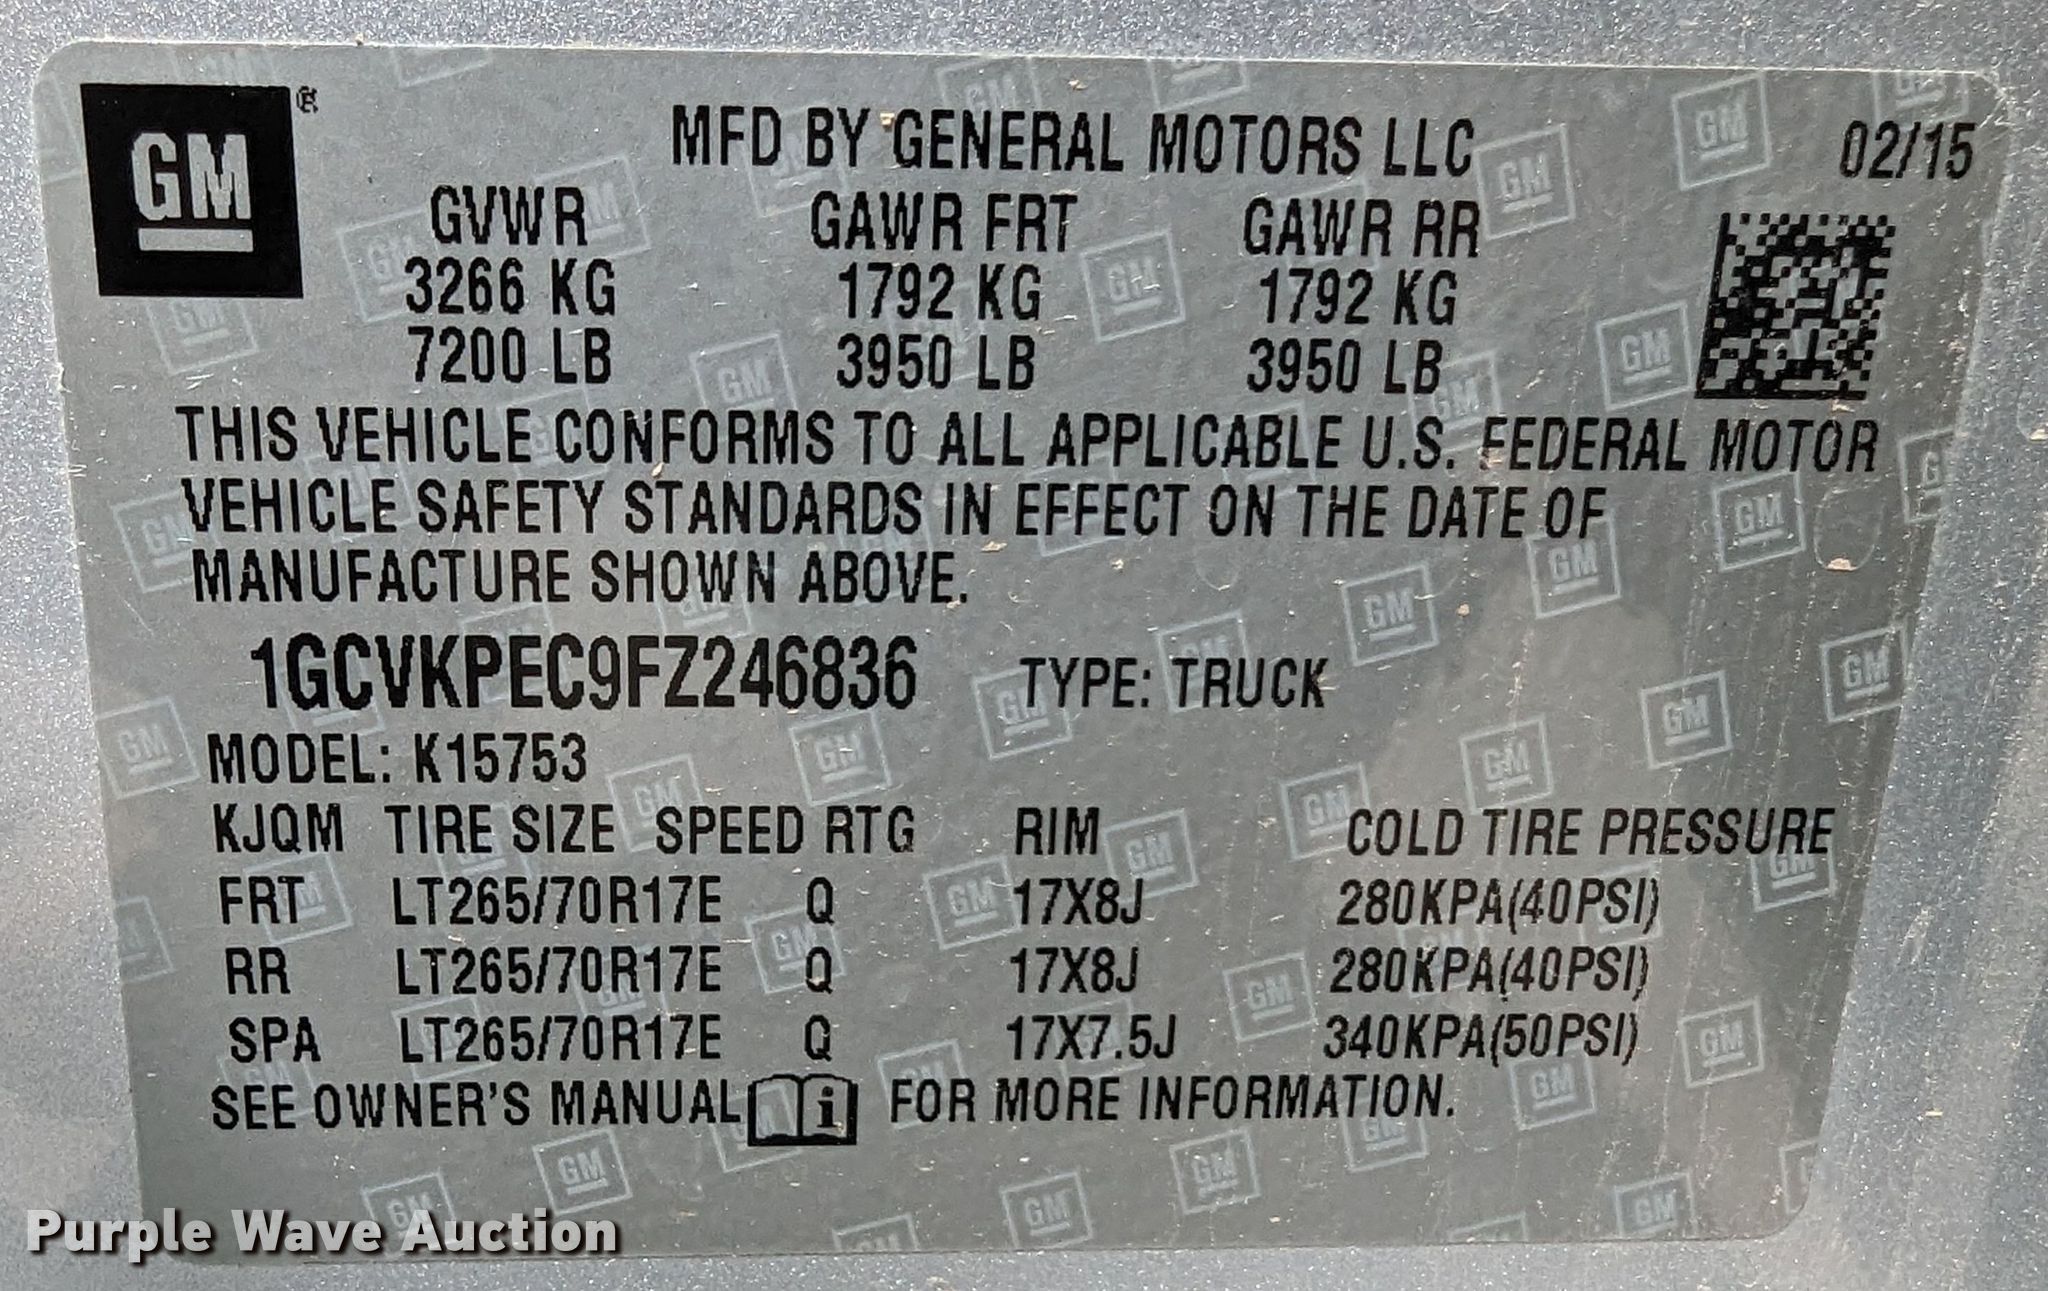 GM ®
MFD BY GENERAL MOTORS LLC 02/15
GVWR GAWR FRT GAWR RR
3266 KG 1792 KG 1792 KG
7200 LB 3950 LB 3950 LB
THIS VEHICLE CONFORMS TO ALL APPLICABLE U.S. FEDERAL MOTOR
VEHICLE SAFETY STANDARDS IN EFFECT ON THE DATE OF
MANUFACTURE SHOWN ABOVE.
1GCVKPEC9FZ246836 TYPE: TRUCK
MODEL: K15753
KJQM TIRE SIZE SPEED RTG RIM COLD TIRE PRESSURE
FRT LT265/70R17E Q 17X8J 280KPA(40PSI)
RR LT265/70R17E Q 17X8J 280KPA(40PSI)
SPA LT265/70R17E Q 17X7.5J 340KPA(50PSI)
SEE OWNER'S MANUAL i FOR MORE INFORMATION.
Purple Wave Auction